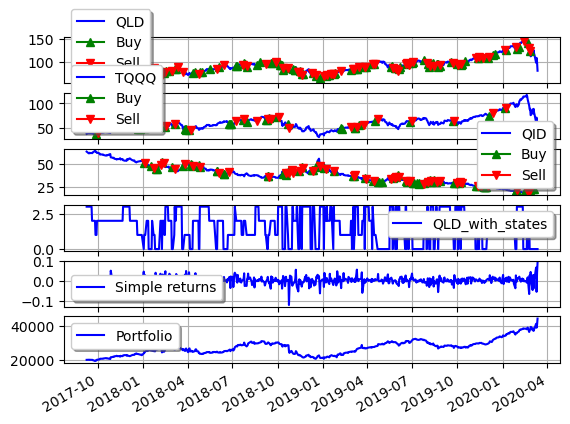 QLD
Buy
Sell
150
100
TQQQ
Buy
Sell
100
50
QID
Buy
Sell
50
25
2.5
0.0
QLD_with_states
0.1
0.0
−0.1
Simple returns
40000
20000
Portfolio
2017-10
2018-01
2018-04
2018-07
2018-10
2019-01
2019-04
2019-07
2019-10
2020-01
2020-04